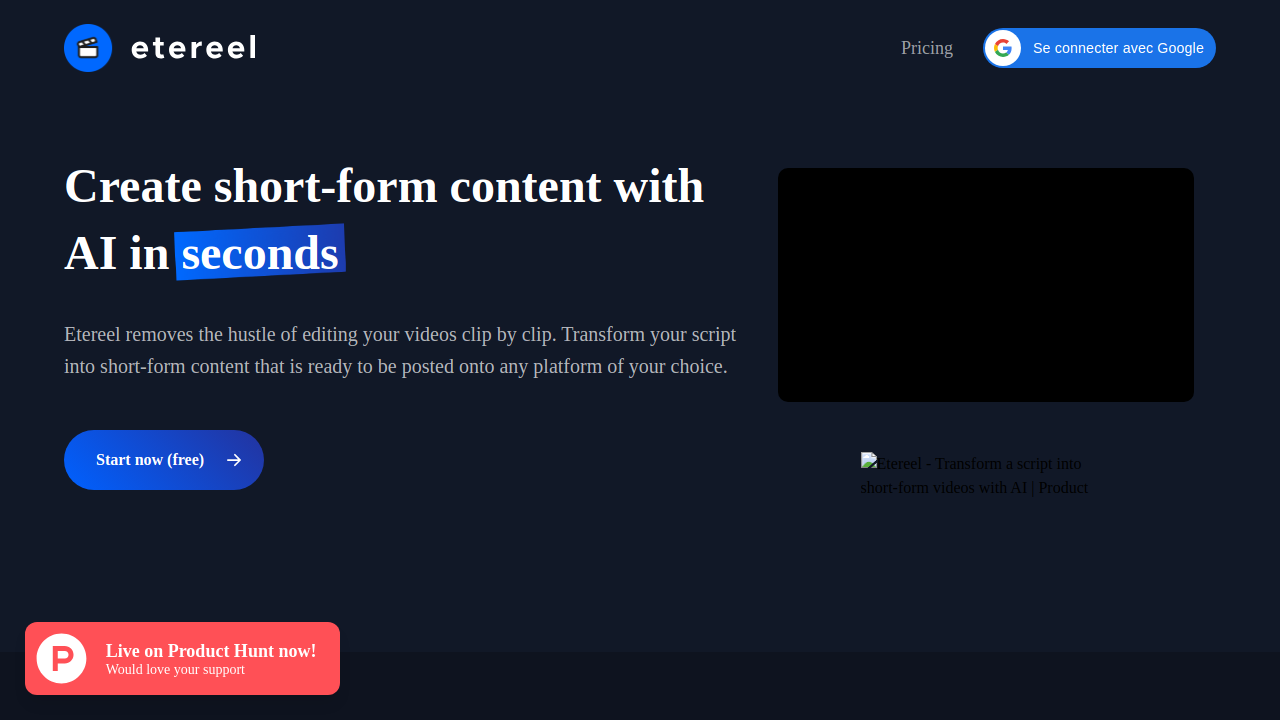 etereel
Pricing
Se connecter avec Google
Create short-form content with
AI in seconds
Etereel removes the hustle of editing your videos clip by clip. Transform your script
into short-form content that is ready to be posted onto any platform of your choice.
Start now (free)
Etereel - Transform a script into
short-form videos with AI | Product
Live on Product Hunt now!
Would love your support